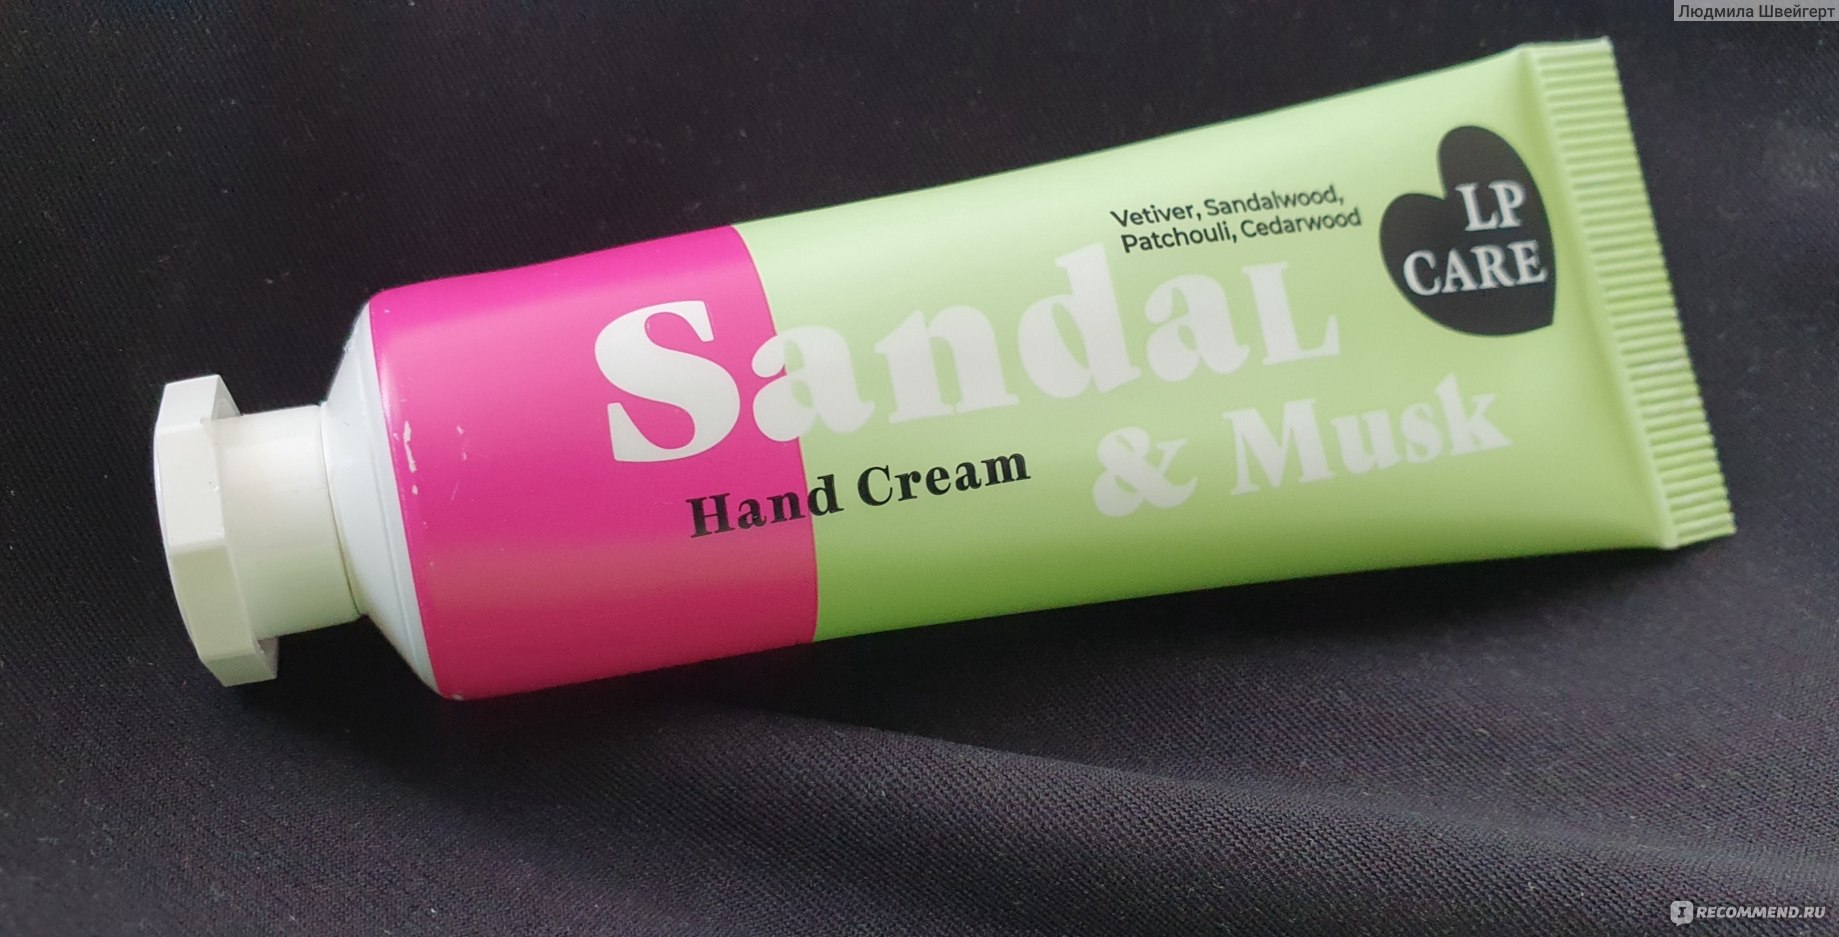 Людмила Швейгерт
Vetiver, Sandalwood,
Patchouli, Cedarwood
LP
CARE
Sandal
& Musk
Hand Cream
RECOMMEND.RU